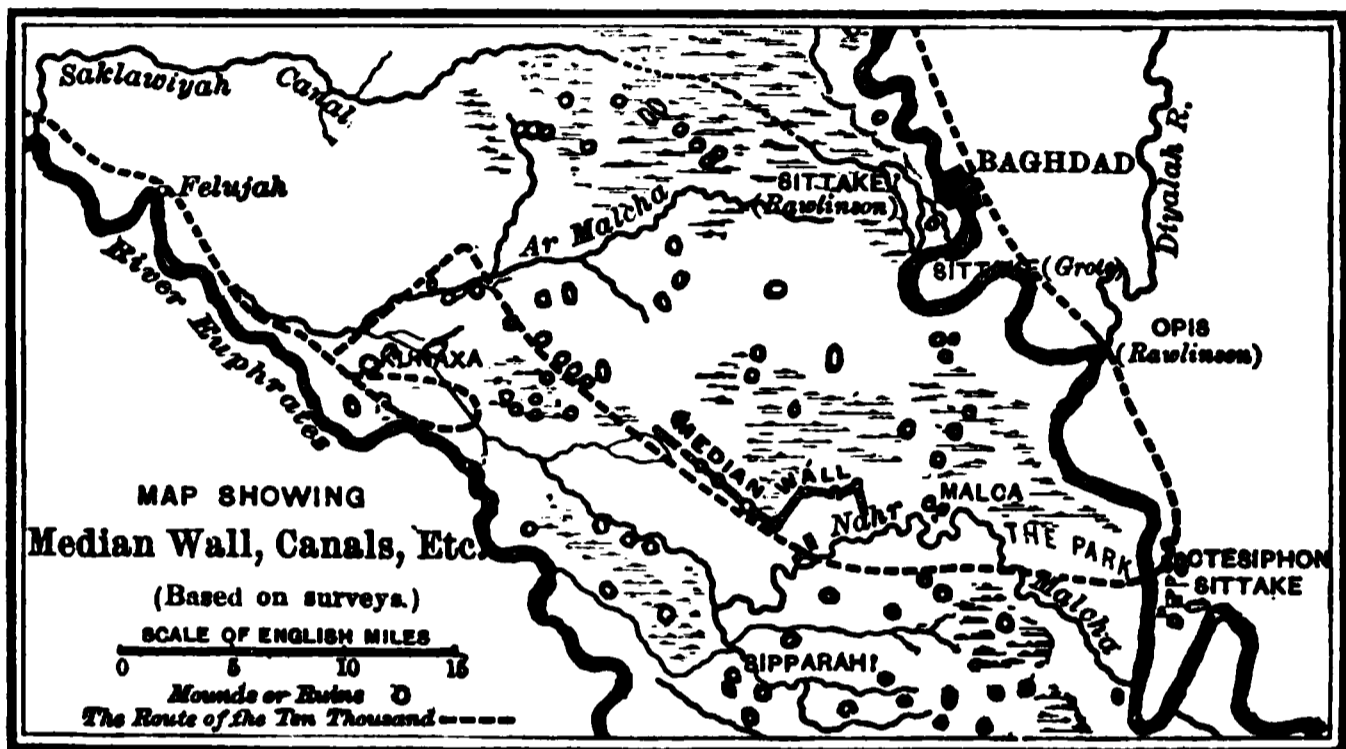 Saklawiyah Canal
Felujah
River Euphrates
Ar Malcha
SITTAKE
(Rawlinson)
BAGHDAD
Diyalah R.
SITTAKE (Grote)
OPIS
(Rawlinson)
MEDIAN WALL
Nahr
MALCA
THE PARK
Malcha
CTESIPHON
SITTAKE
SIPPARAH!
MAP SHOWING
Median Wall, Canals, Etc.
(Based on surveys.)
SCALE OF ENGLISH MILES
0 5 10 15
Mounds or Ruins
The Route of the Ten Thousand